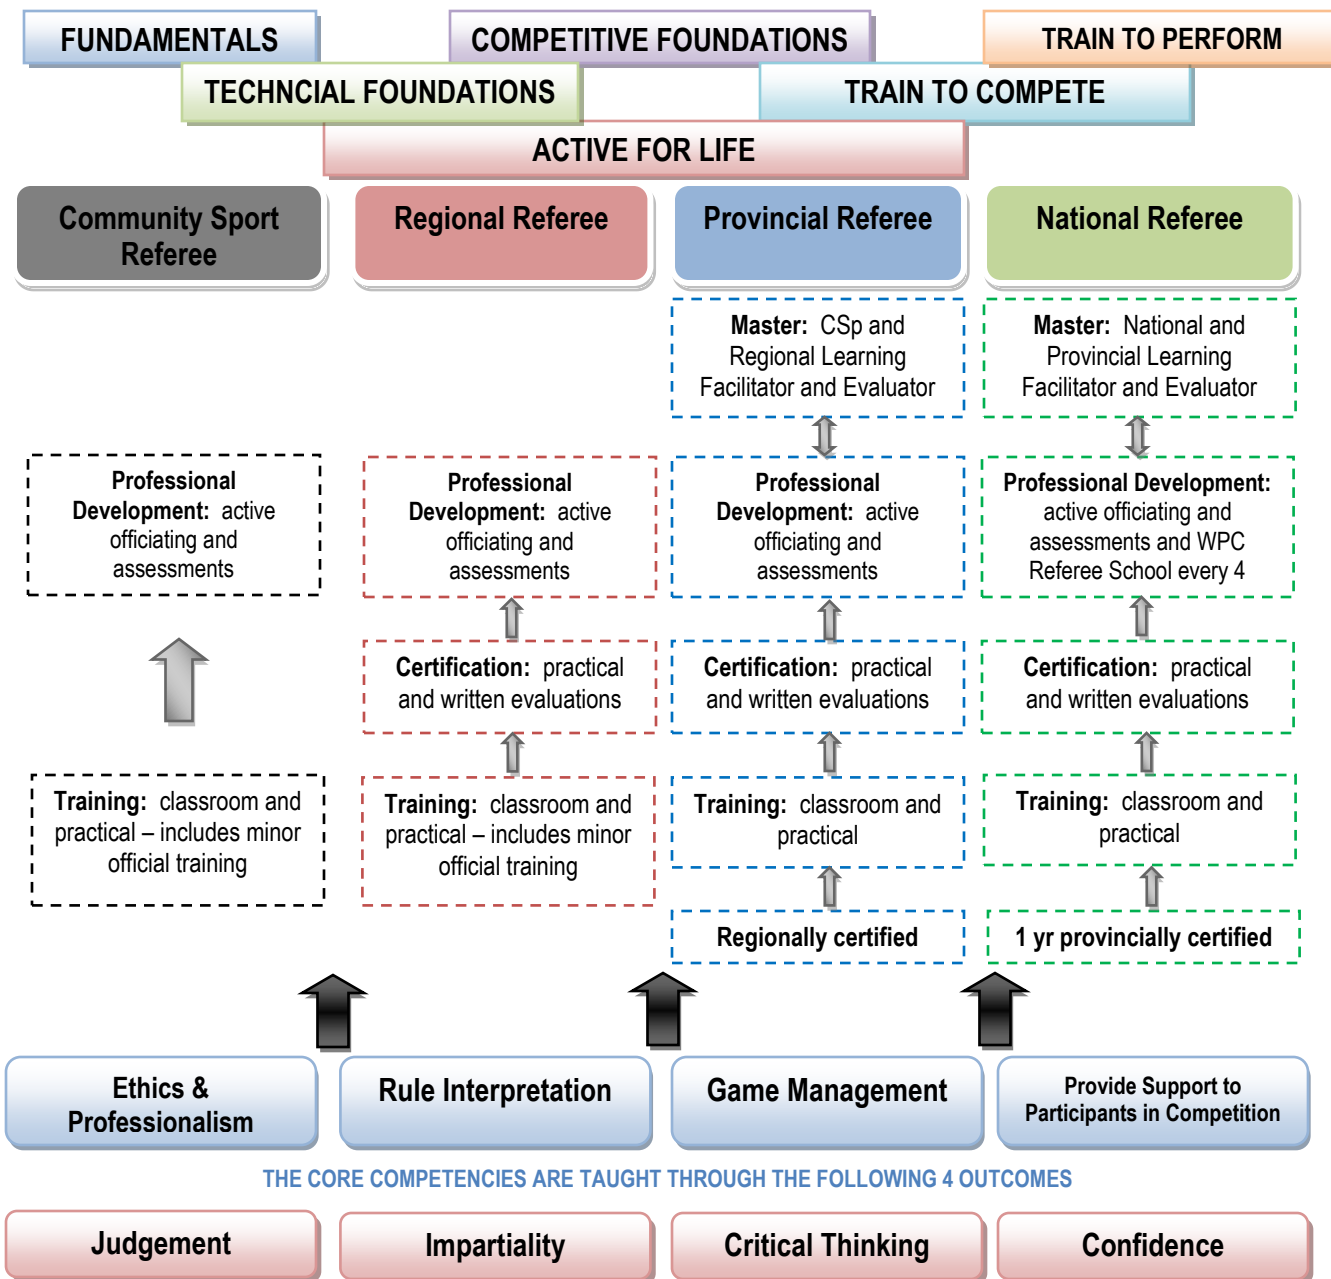 FUNDAMENTALS
COMPETITIVE FOUNDATIONS
TRAIN TO PERFORM
TECHNCIAL FOUNDATIONS
TRAIN TO COMPETE
ACTIVE FOR LIFE
Community Sport
Referee
Regional Referee
Provincial Referee
National Referee
Master: CSp and
Regional Learning
Facilitator and Evaluator
Master: National and
Provincial Learning
Facilitator and Evaluator
Professional
Development: active
officiating and
assessments
Professional
Development: active
officiating and
assessments
Professional
Development: active
officiating and
assessments
Professional Development:
active officiating and
assessments and WPC
Referee School every 4
Certification: practical
and written evaluations
Certification: practical
and written evaluations
Certification: practical
and written evaluations
Training: classroom and
practical – includes minor
official training
Training: classroom and
practical – includes minor
official training
Training: classroom and
practical
Training: classroom and
practical
Regionally certified
1 yr provincially certified
Ethics &
Professionalism
Rule Interpretation
Game Management
Provide Support to
Participants in Competition
THE CORE COMPETENCIES ARE TAUGHT THROUGH THE FOLLOWING 4 OUTCOMES
Judgement
Impartiality
Critical Thinking
Confidence